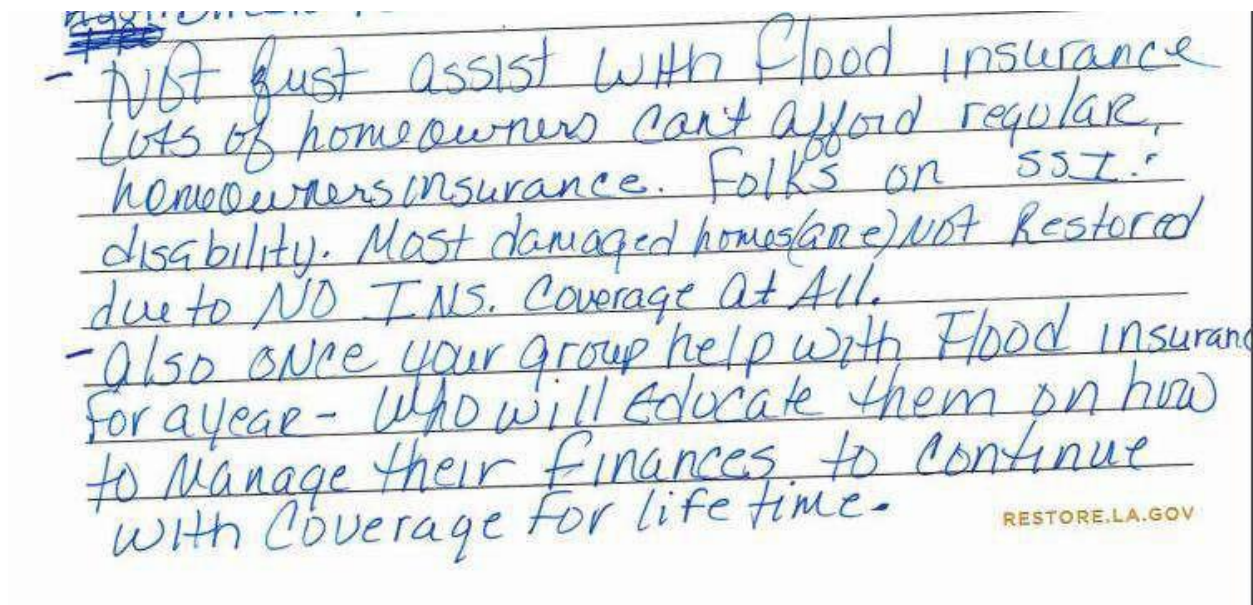 - Not Just assist with Flood insurance
Lots of homeowners can't afford regular,
homeowners insurance. Folks on SSI:
disability. Most damaged homes (are) Not Restored
due to NO INS. Coverage at All.
- Also once your group help with Flood insuranc
For a year - Who will Educate them on how
to Manage their finances to continue
with Coverage for life time.
RESTORE.LA.GOV